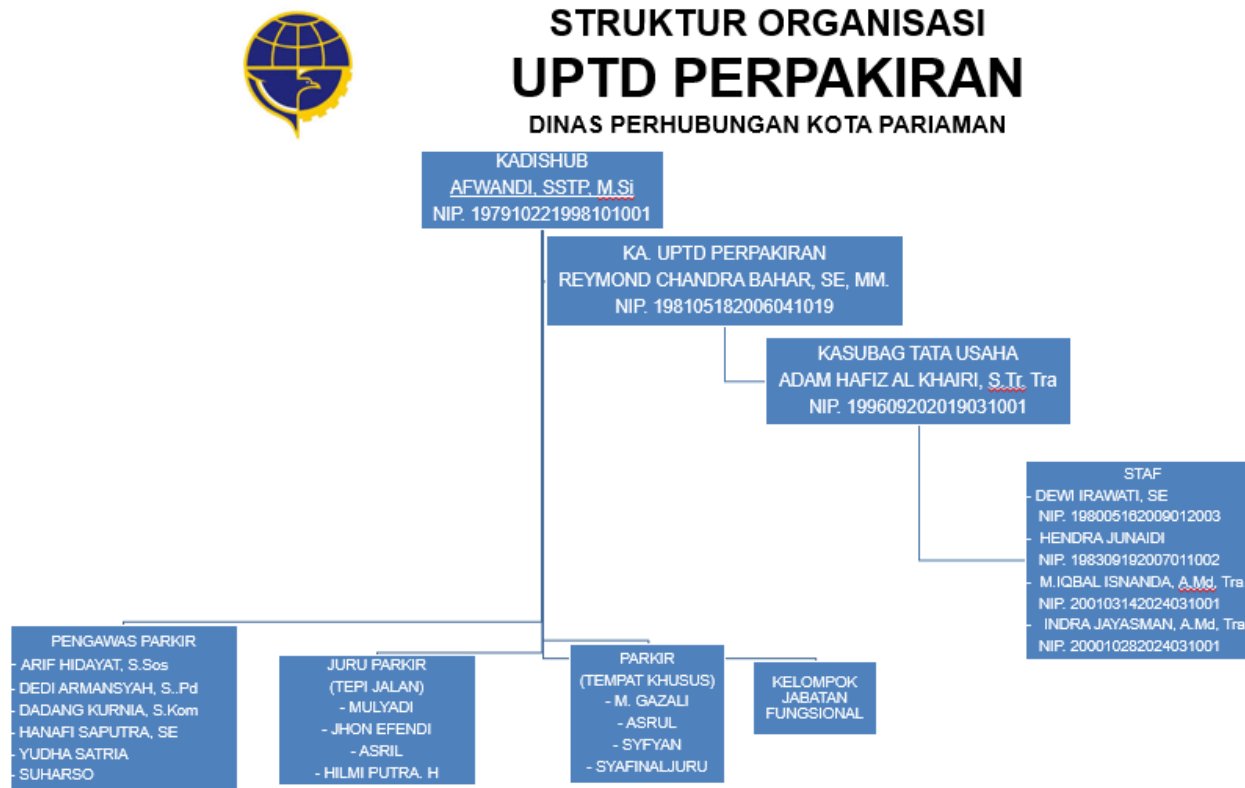 STRUKTUR ORGANISASI
UPTD PERPAKIRAN
DINAS PERHUBUNGAN KOTA PARIAMAN
KADISHUB
AFWANDI, SSTP, M.Si
NIP. 197910221998101001
KA. UPTD PERPAKIRAN
REYMOND CHANDRA BAHAR, SE, MM.
NIP. 198105182006041019
KASUBAG TATA USAHA
ADAM HAFIZ AL KHAIRI, S.Tr. Tra
NIP. 199609202019031001
STAF
- DEWI IRAWATI, SE
NIP. 198005162009012003
- HENDRA JUNAIDI
NIP. 198309192007011002
- M.IQBAL ISNANDA, A.Md, Tra
NIP. 200103142024031001
- INDRA JAYASMAN, A.Md, Tra
NIP. 200010282024031001
PENGAWAS PARKIR
- ARIF HIDAYAT, S.Sos
- DEDI ARMANSYAH, S..Pd
- DADANG KURNIA, S.Kom
- HANAFI SAPUTRA, SE
- YUDHA SATRIA
- SUHARSO
JURU PARKIR
(TEPI JALAN)
- MULYADI
- JHON EFENDI
- ASRIL
- HILMI PUTRA. H
PARKIR
(TEMPAT KHUSUS)
- M. GAZALI
- ASRUL
- SYFYAN
- SYAFINALJURU
KELOMPOK
JABATAN
FUNGSIONAL